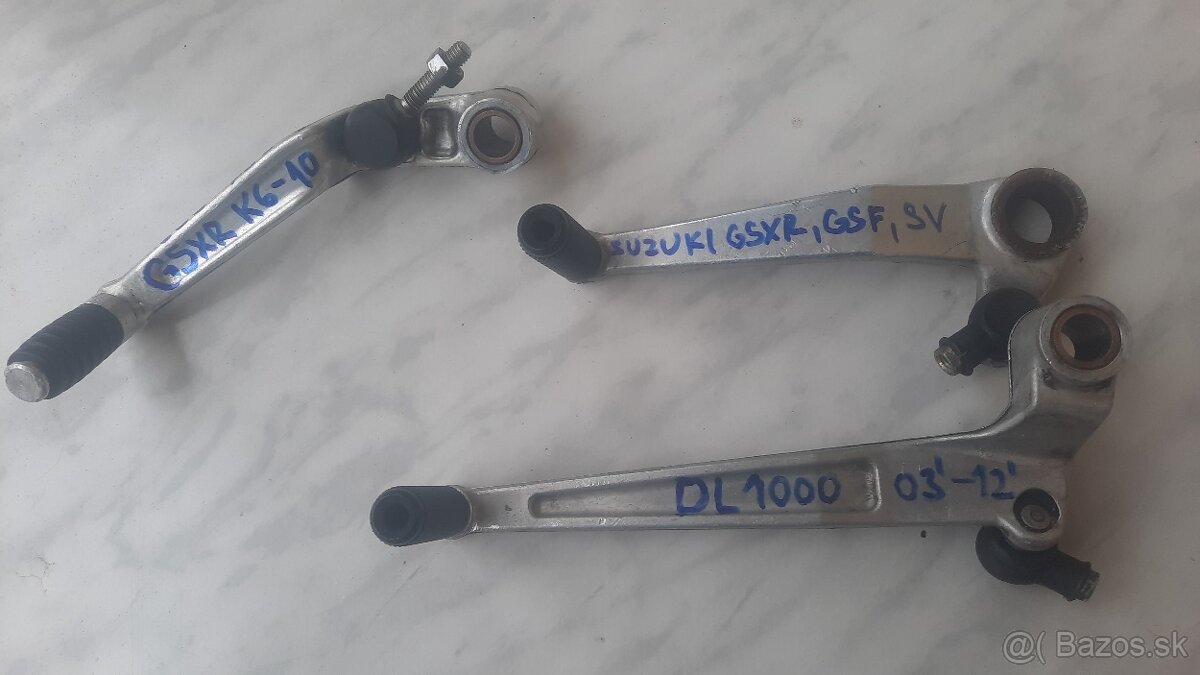 GSXR K6-10
SUZUKI GSXR, GSF, SV
DL1000 03'-12'
@( Bazos.sk